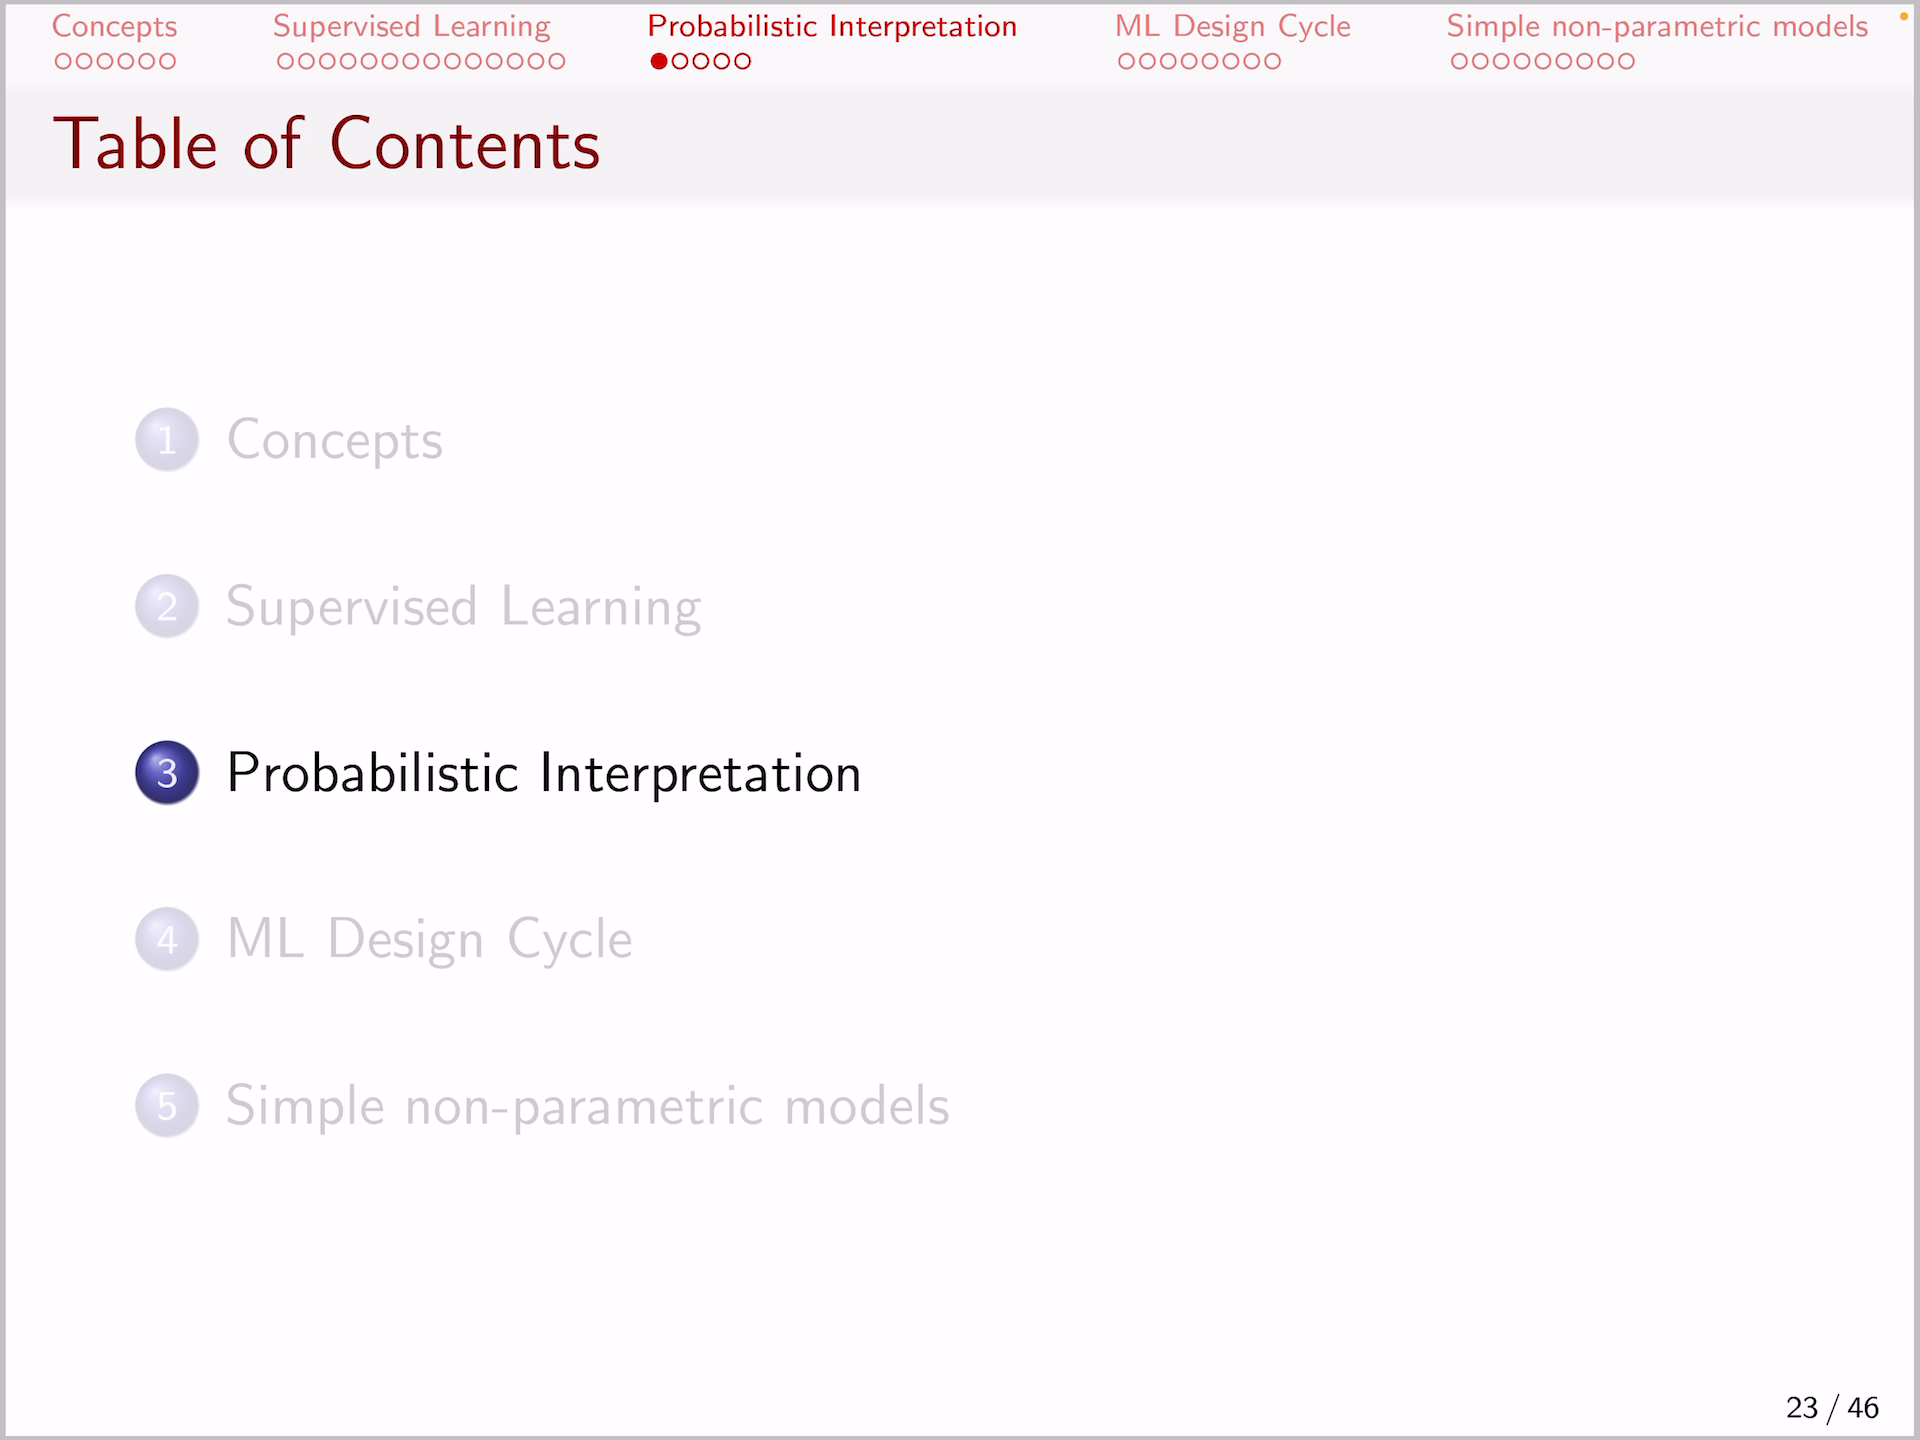 Concepts Supervised Learning Probabilistic Interpretation ML Design Cycle Simple non-parametric models
Table of Contents
1 Concepts
2 Supervised Learning
3 Probabilistic Interpretation
4 ML Design Cycle
5 Simple non-parametric models
23 / 46